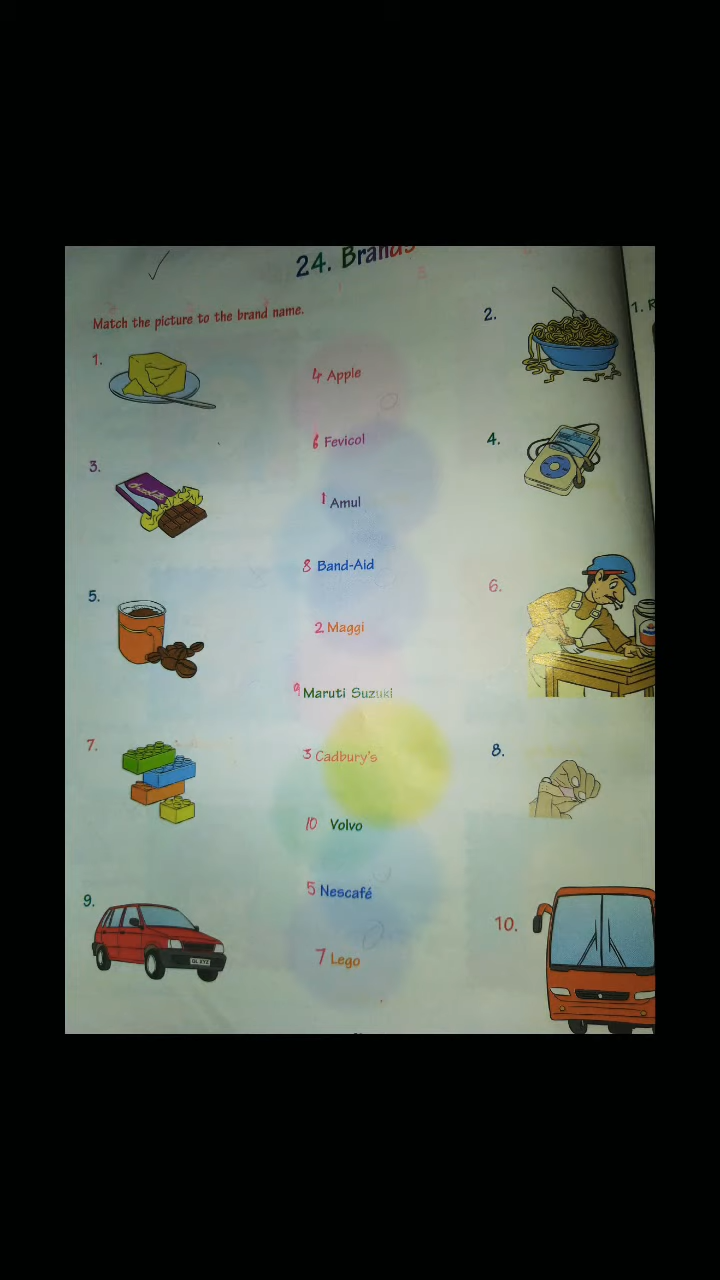 24. Brands
Match the picture to the brand name.
1.
2.
4 Apple
6 Fevicol
3.
4.
1 Amul
8 Band-Aid
5.
6.
2 Maggi
9 Maruti Suzuki
7.
8.
3 Cadbury's
10 Volvo
9.
5 Nescafé
10.
7 Lego
1. R